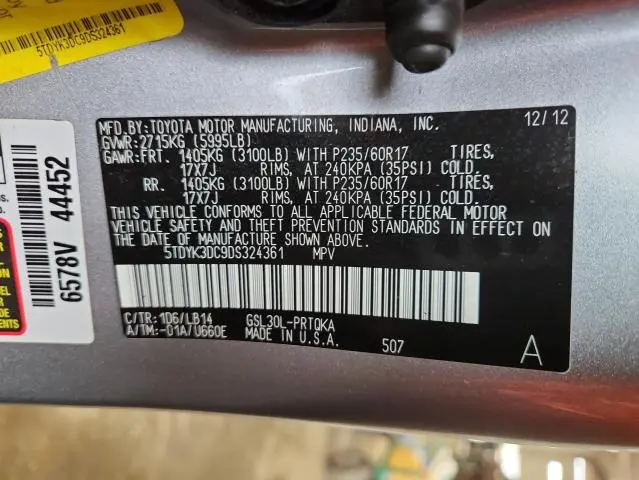 5TDYK3DC9DS324361
MFD.BY:TOYOTA MOTOR MANUFACTURING, INDIANA, INC. 12/12
GVWR:2715KG (5995LB)
GAWR:FRT. 1405KG (3100LB) WITH P235/60R17 TIRES,
17X7J RIMS, AT 240KPA (35PSI) COLD.
RR. 1405KG (3100LB) WITH P235/60R17 TIRES,
17X7J RIMS, AT 240KPA (35PSI) COLD.
THIS VEHICLE CONFORMS TO ALL APPLICABLE FEDERAL MOTOR
VEHICLE SAFETY AND THEFT PREVENTION STANDARDS IN EFFECT ON
THE DATE OF MANUFACTURE SHOWN ABOVE.
5TDYK3DC9DS324361 MPV
C/TR:1D6/LB14 GSL30L-PRTQKA
A/TM:-01A/U660E MADE IN U.S.A. 507 A
6578V 44452